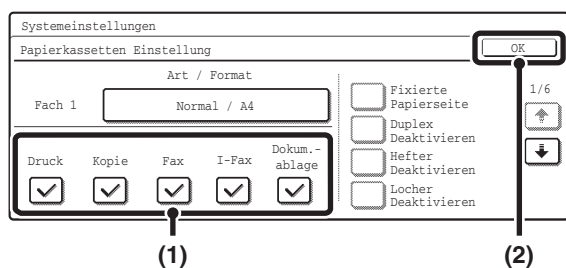 Systemeinstellungen
Papierkassetten Einstellung
OK
Art / Format
Fach 1
Normal / A4
Fixierte
Papierseite
1/6
Duplex
Deaktivieren
Hefter
Deaktivieren
Locher
Deaktivieren
Druck
Kopie
Fax
I-Fax
Dokum.-
ablage
(1)
(2)